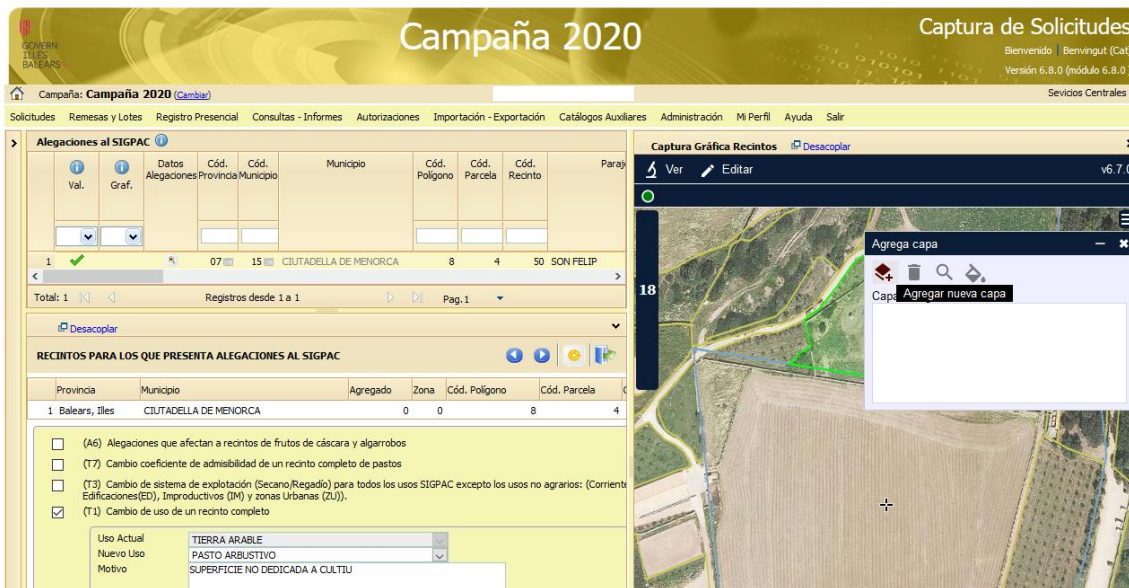 GOVERN
ILLES
BALEARS
Campaña 2020
Captura de Solicitudes
Bienvenido | Benvingut (Cat)
Versión 6.8.0 (módulo 6.8.0
Campaña: Campaña 2020 (Cambiar)
Sevicios Centrales
Solicitudes Remesas y Lotes Registro Presencial Consultas - Informes Autorizaciones Importación - Exportación Catálogos Auxiliares Administración Mi Perfil Ayuda Salir
Alegaciones al SIGPAC
Val. Graf. Datos Alegaciones Cód. Provincia Cód. Municipio Municipio Cód. Polígono Cód. Parcela Cód. Recinto Paraj
1 07 15 CIUTADELLA DE MENORCA 8 4 50 SON FELIP
Total: 1 Registros desde 1 a 1 Pag.1
Desacoplar
RECINTOS PARA LOS QUE PRESENTA ALEGACIONES AL SIGPAC
Provincia Municipio Agregado Zona Cód. Polígono Cód. Parcela
1 Balears, Illes CIUTADELLA DE MENORCA 0 0 8 4
(A6) Alegaciones que afectan a recintos de frutos de cáscara y algarrobos
(T7) Cambio coeficiente de admisibilidad de un recinto completo de pastos
(T3) Cambio de sistema de explotación (Secano/Regadío) para todos los usos SIGPAC excepto los usos no agrarios: (Corriente
Edificaciones(ED), Improductivos (IM) y zonas Urbanas (ZU)).
(T1) Cambio de uso de un recinto completo
Uso Actual TIERRA ARABLE
Nuevo Uso PASTO ARBUSTIVO
Motivo SUPERFICIE NO DEDICADA A CULTIU
Captura Gráfica Recintos Desacoplar
Ver Editar v6.7.0
18
Agrega capa
Capa
Agregar nueva capa